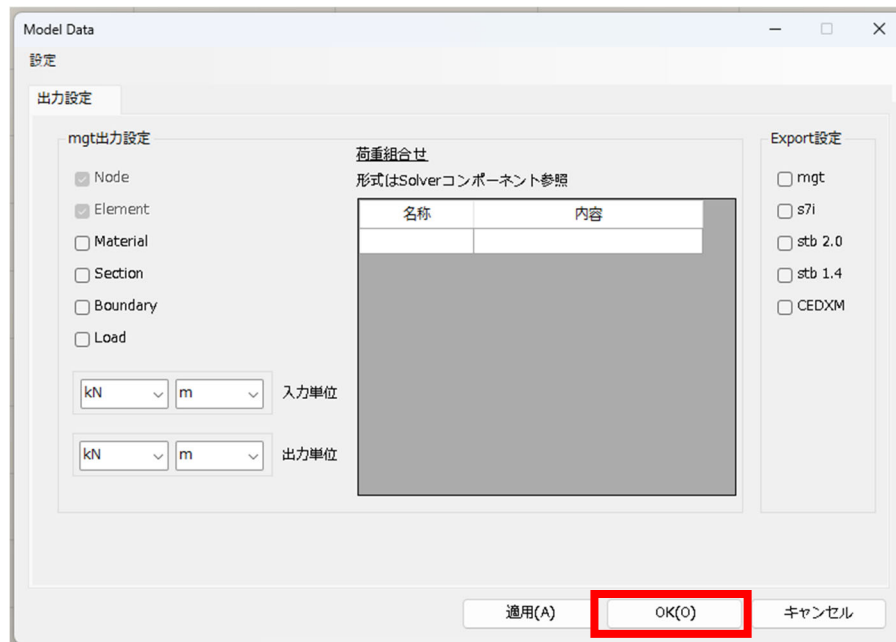 Model Data
設定
出力設定
mgt出力設定
Node
Element
Material
Section
Boundary
Load
kN
m
入力単位
kN
m
出力単位
荷重組合せ
形式はSolverコンポーネント参照
名称
内容
Export設定
mgt
s7i
stb 2.0
stb 1.4
CEDXM
適用(A)
OK(O)
キャンセル